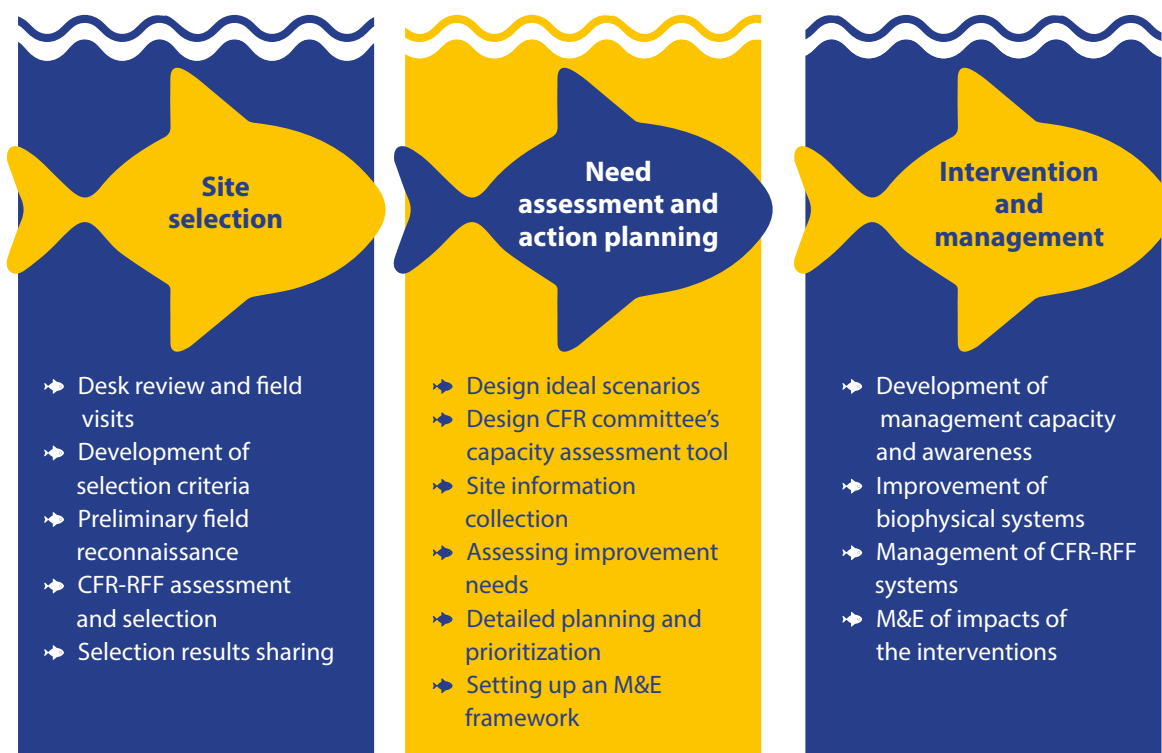 Site
selection
Desk review and field
visits
Development of
selection criteria
Preliminary field
reconnaissance
CFR-RFF assessment
and selection
Selection results sharing
Need
assessment and
action planning
Design ideal scenarios
Design CFR committee’s
capacity assessment tool
Site information
collection
Assessing improvement
needs
Detailed planning and
prioritization
Setting up an M&E
framework
Intervention
and
management
Development of
management capacity
and awareness
Improvement of
biophysical systems
Management of CFR-RFF
systems
M&E of impacts of
the interventions